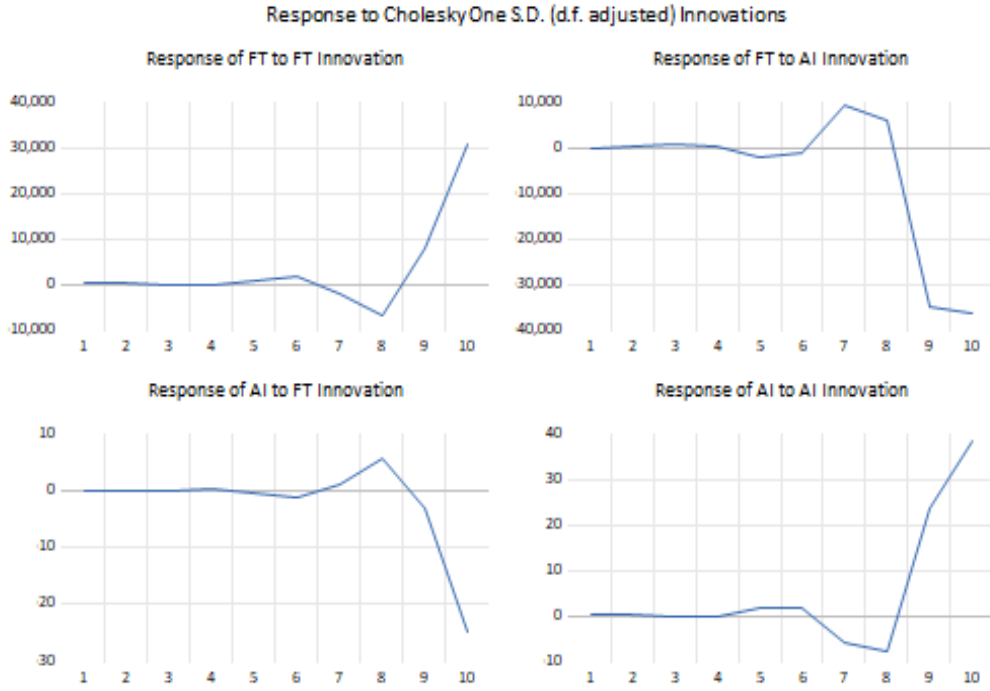 Response to Cholesky One S.D. (d.f. adjusted) Innovations
Response of FT to FT Innovation
40,000
30,000
20,000
10,000
0
-10,000
1 2 3 4 5 6 7 8 9 10
Response of FT to AI Innovation
10,000
0
-10,000
-20,000
-30,000
-40,000
1 2 3 4 5 6 7 8 9 10
Response of AI to FT Innovation
10
0
-10
-20
-30
1 2 3 4 5 6 7 8 9 10
Response of AI to AI Innovation
40
30
20
10
0
-10
1 2 3 4 5 6 7 8 9 10